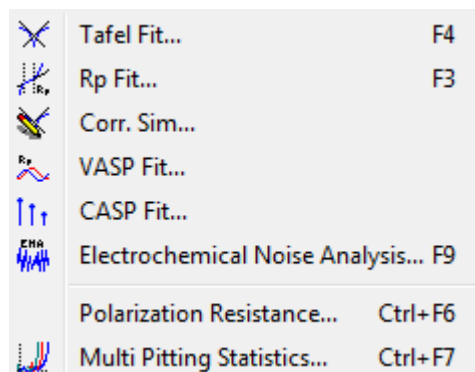 Tafel Fit... F4
Rp Fit... F3
Corr. Sim...
VASP Fit...
CASP Fit...
Electrochemical Noise Analysis... F9
Polarization Resistance... Ctrl+F6
Multi Pitting Statistics... Ctrl+F7